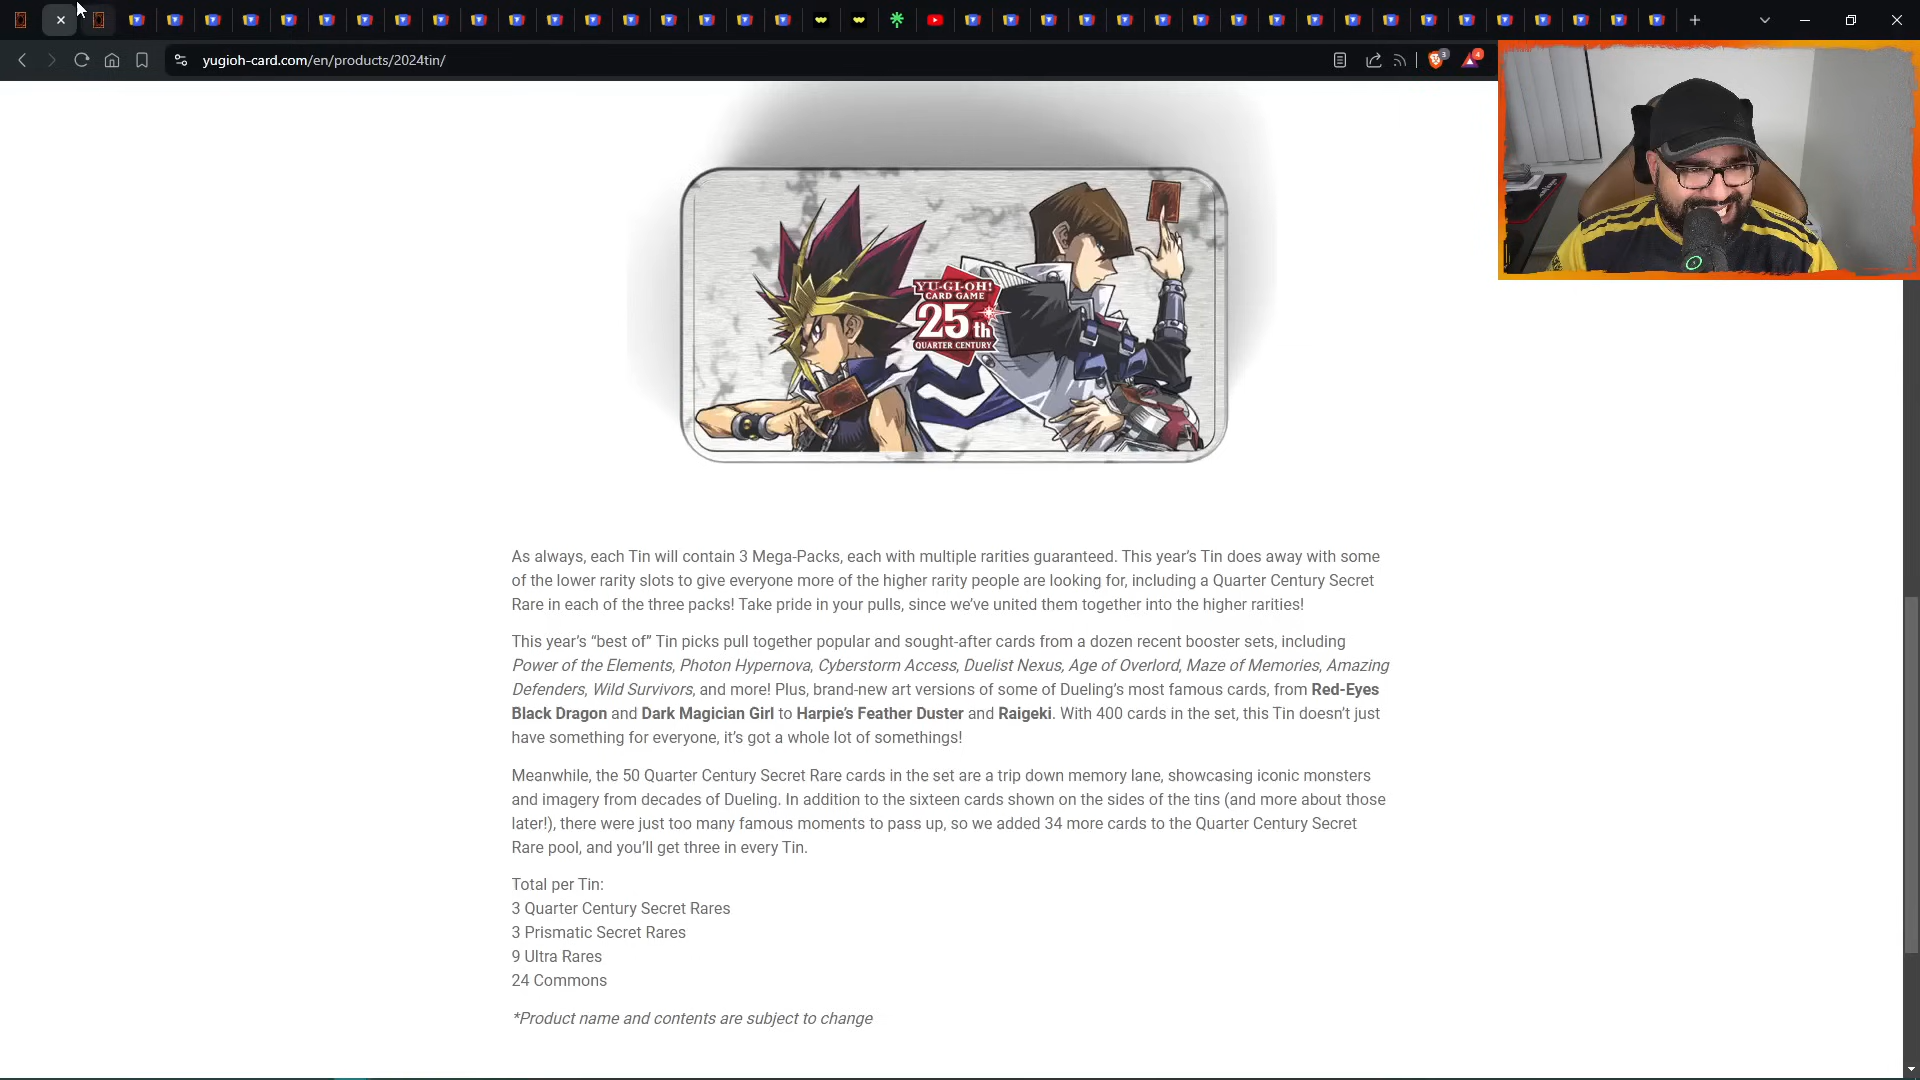 yugioh-card.com/en/products/2024tin/
3
4
YU-GI-OH!
CARD GAME
25th
QUARTER CENTURY
As always, each Tin will contain 3 Mega-Packs, each with multiple rarities guaranteed. This year's Tin does away with some
of the lower rarity slots to give everyone more of the higher rarity people are looking for, including a Quarter Century Secret
Rare in each of the three packs! Take pride in your pulls, since we've united them together into the higher rarities!
This year's “best of” Tin picks pull together popular and sought-after cards from a dozen recent booster sets, including
Power of the Elements, Photon Hypernova, Cyberstorm Access, Duelist Nexus, Age of Overlord, Maze of Memories, Amazing
Defenders, Wild Survivors, and more! Plus, brand-new art versions of some of Dueling's most famous cards, from Red-Eyes
Black Dragon and Dark Magician Girl to Harpie's Feather Duster and Raigeki. With 400 cards in the set, this Tin doesn't just
have something for everyone, it's got a whole lot of somethings!
Meanwhile, the 50 Quarter Century Secret Rare cards in the set are a trip down memory lane, showcasing iconic monsters
and imagery from decades of Dueling. In addition to the sixteen cards shown on the sides of the tins (and more about those
later!), there were just too many famous moments to pass up, so we added 34 more cards to the Quarter Century Secret
Rare pool, and you'll get three in every Tin.
Total per Tin:
3 Quarter Century Secret Rares
3 Prismatic Secret Rares
9 Ultra Rares
24 Commons
*Product name and contents are subject to change